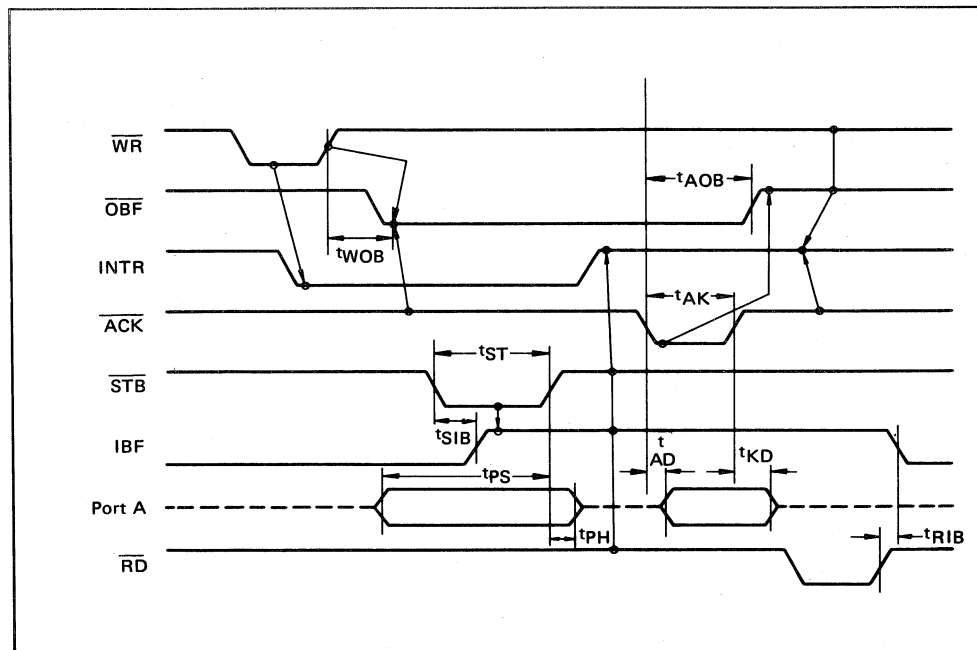 WR
tAOB
OBF
tWOB
INTR
tAK
ACK
tST
STB
tSIB
IBF
t
AD
tKD
tPS
Port A
tPH
tRIB
RD